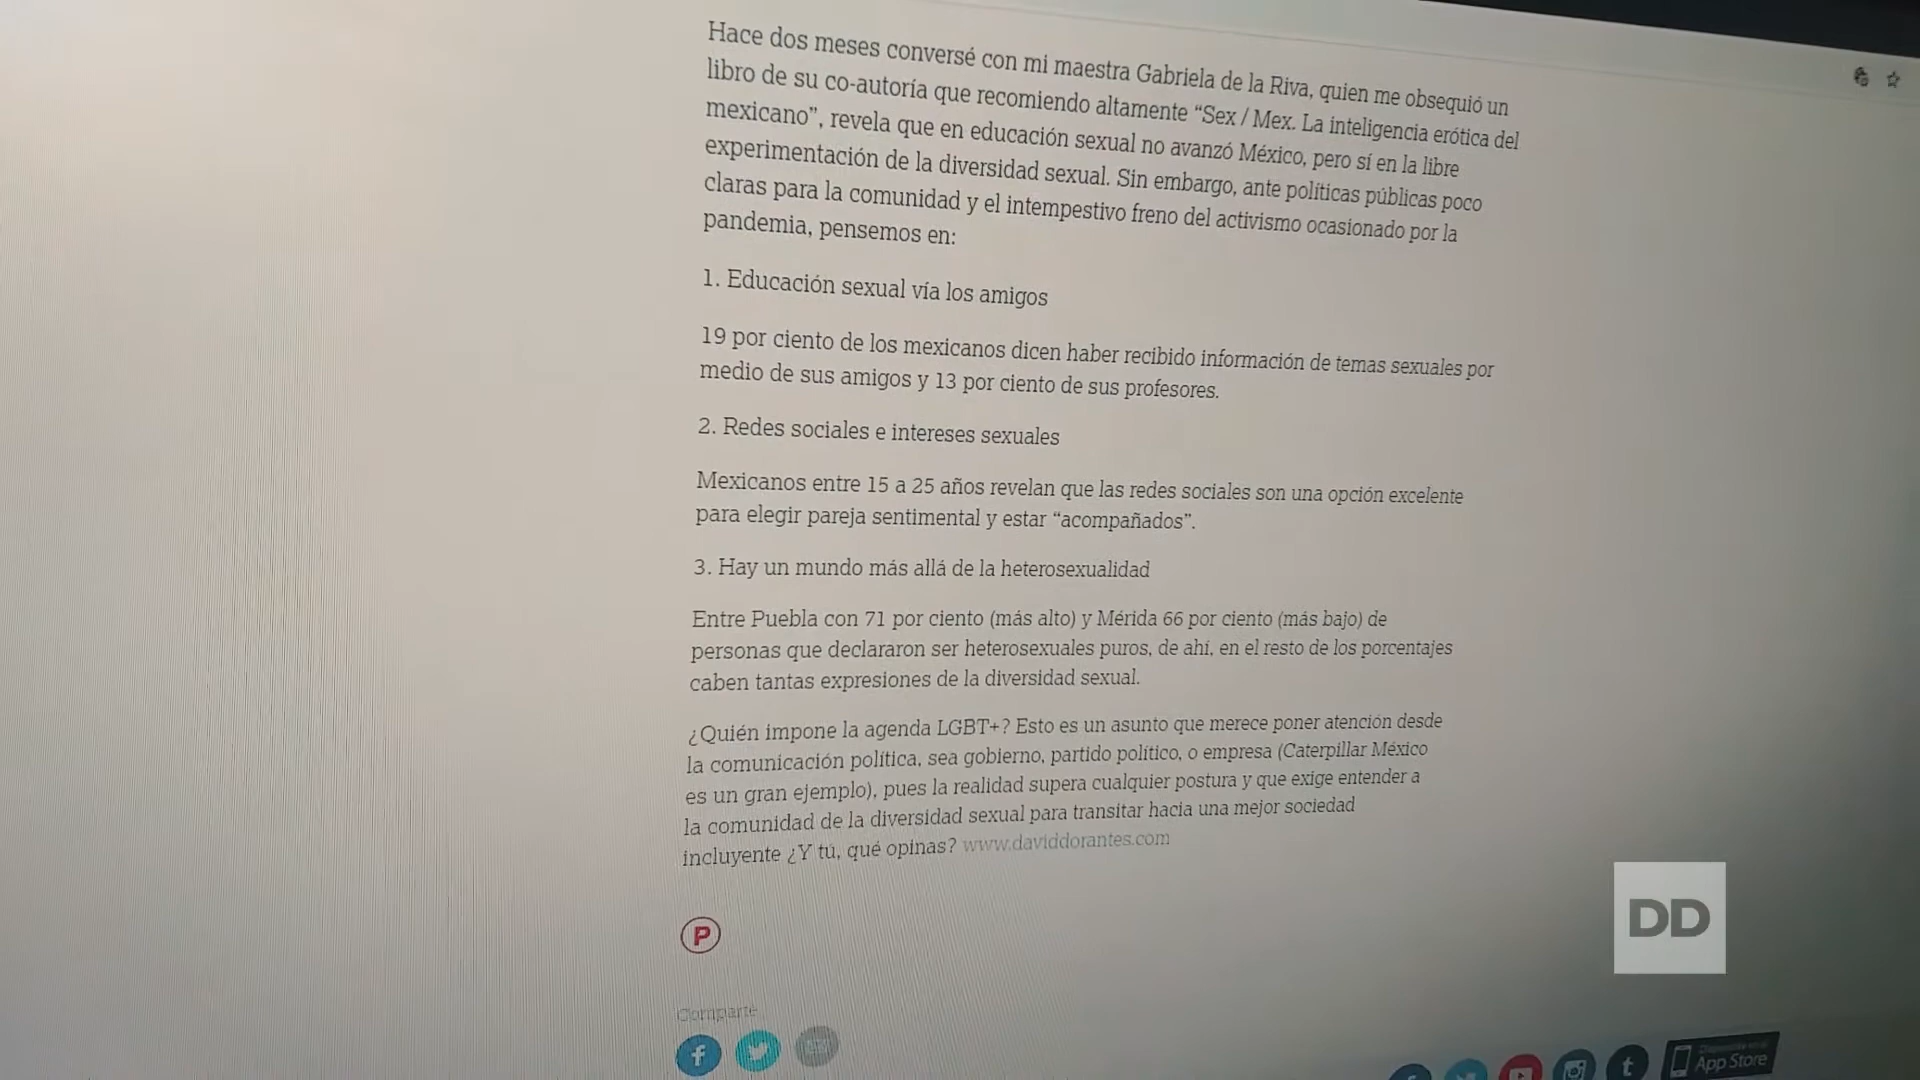 Hace dos meses conversé con mi maestra Gabriela de la Riva, quien me obsequió un
libro de su co-autoría que recomiendo altamente “Sex / Mex. La inteligencia erótica del
mexicano”, revela que en educación sexual no avanzó México, pero sí en la libre
experimentación de la diversidad sexual. Sin embargo, ante políticas públicas poco
claras para la comunidad y el intempestivo freno del activismo ocasionado por la
pandemia, pensemos en:
1. Educación sexual vía los amigos
19 por ciento de los mexicanos dicen haber recibido información de temas sexuales por
medio de sus amigos y 13 por ciento de sus profesores.
2. Redes sociales e intereses sexuales
Mexicanos entre 15 a 25 años revelan que las redes sociales son una opción excelente
para elegir pareja sentimental y estar “acompañados”.
3. Hay un mundo más allá de la heterosexualidad
Entre Puebla con 71 por ciento (más alto) y Mérida 66 por ciento (más bajo) de
personas que declararon ser heterosexuales puros, de ahí, en el resto de los porcentajes
caben tantas expresiones de la diversidad sexual.
¿Quién impone la agenda LGBT+? Esto es un asunto que merece poner atención desde
la comunicación política, sea gobierno, partido político, o empresa (Caterpillar México
es un gran ejemplo), pues la realidad supera cualquier postura y que exige entender a
la comunidad de la diversidad sexual para transitar hacia una mejor sociedad
incluyente ¿Y tú, qué opinas? www.daviddorantes.com
DD
P
Comparte
App Store